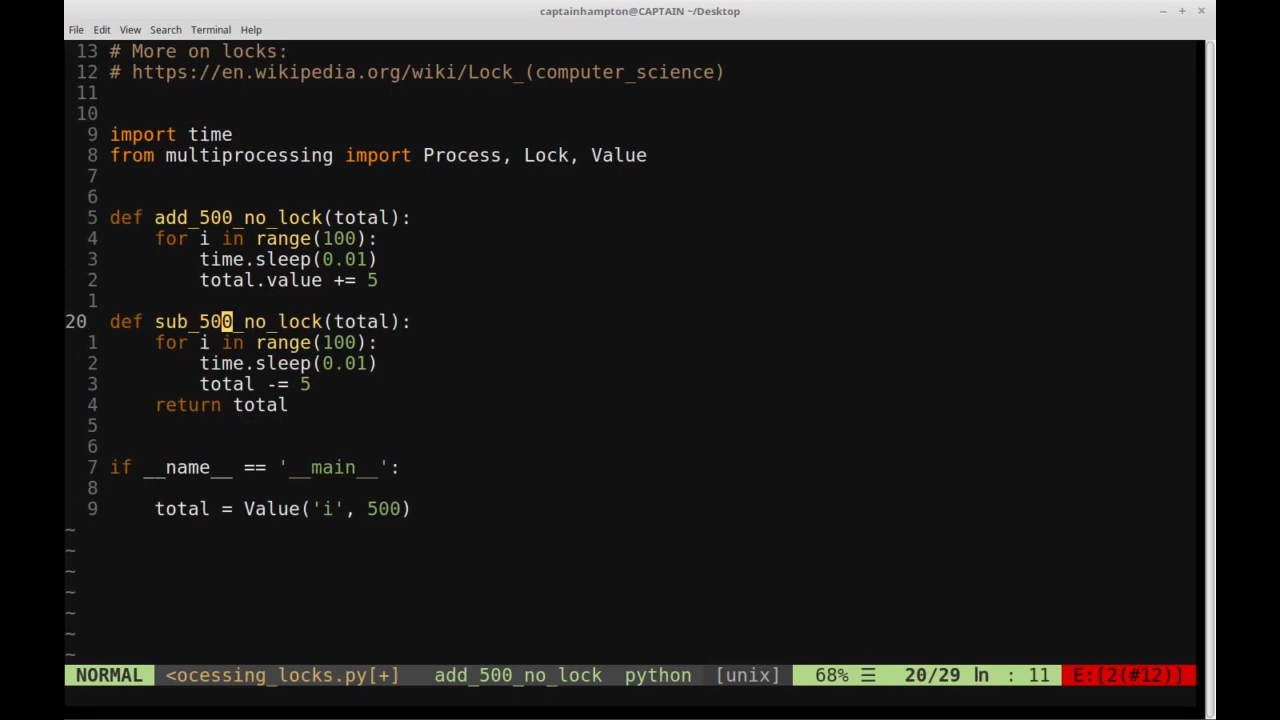 captainhampton@CAPTAIN ~/Desktop
File Edit View Search Terminal Help
13 # More on locks:
12 # https://en.wikipedia.org/wiki/Lock_(computer_science)
11
10
9 import time
8 from multiprocessing import Process, Lock, Value
7
6
5 def add_500_no_lock(total):
4     for i in range(100):
3         time.sleep(0.01)
2         total.value += 5
1
20 def sub_500_no_lock(total):
1     for i in range(100):
2         time.sleep(0.01)
3         total -= 5
4     return total
5
6
7 if __name__ == '__main__':
8
9     total = Value('i', 500)
~
~
~
~
~
~
~
NORMAL <ocessing_locks.py[+] add_500_no_lock python [unix] 68% ☰ 20/29 ln : 11 E:[2(#12)]